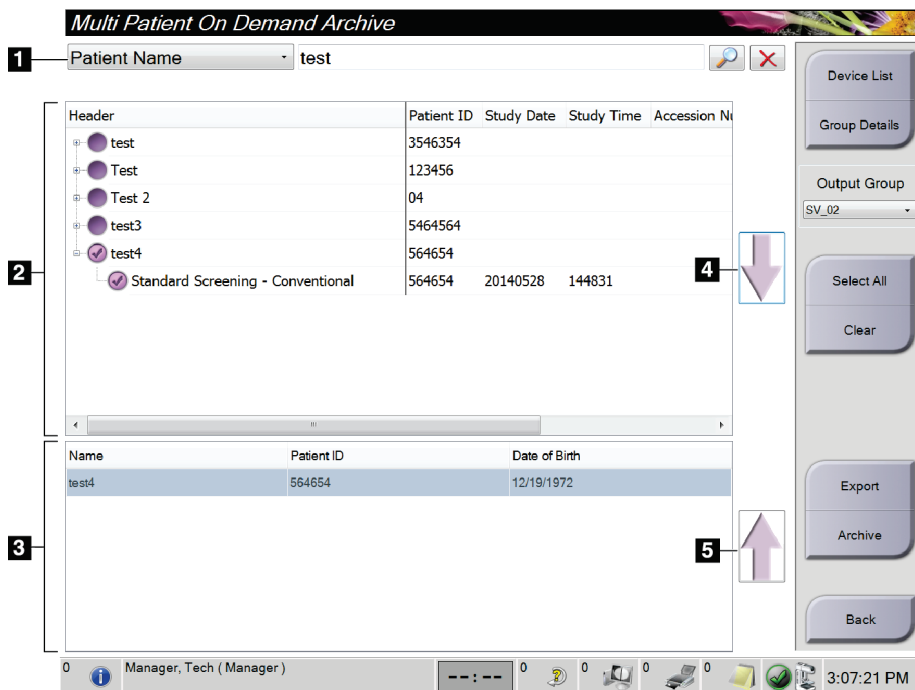 Multi Patient On Demand Archive
1
Patient Name
test
Device List
Group Details
Output Group
SV_02
2
Header Patient ID Study Date Study Time Accession Nu
test 3546354
Test 123456
Test 2 04
test3 5464564
test4 564654
Standard Screening - Conventional 564654 20140528 144831
4
Select All
Clear
3
Name Patient ID Date of Birth
test4 564654 12/19/1972
5
Export
Archive
Back
0 Manager, Tech ( Manager ) --:-- 0 0 0 0 3:07:21 PM